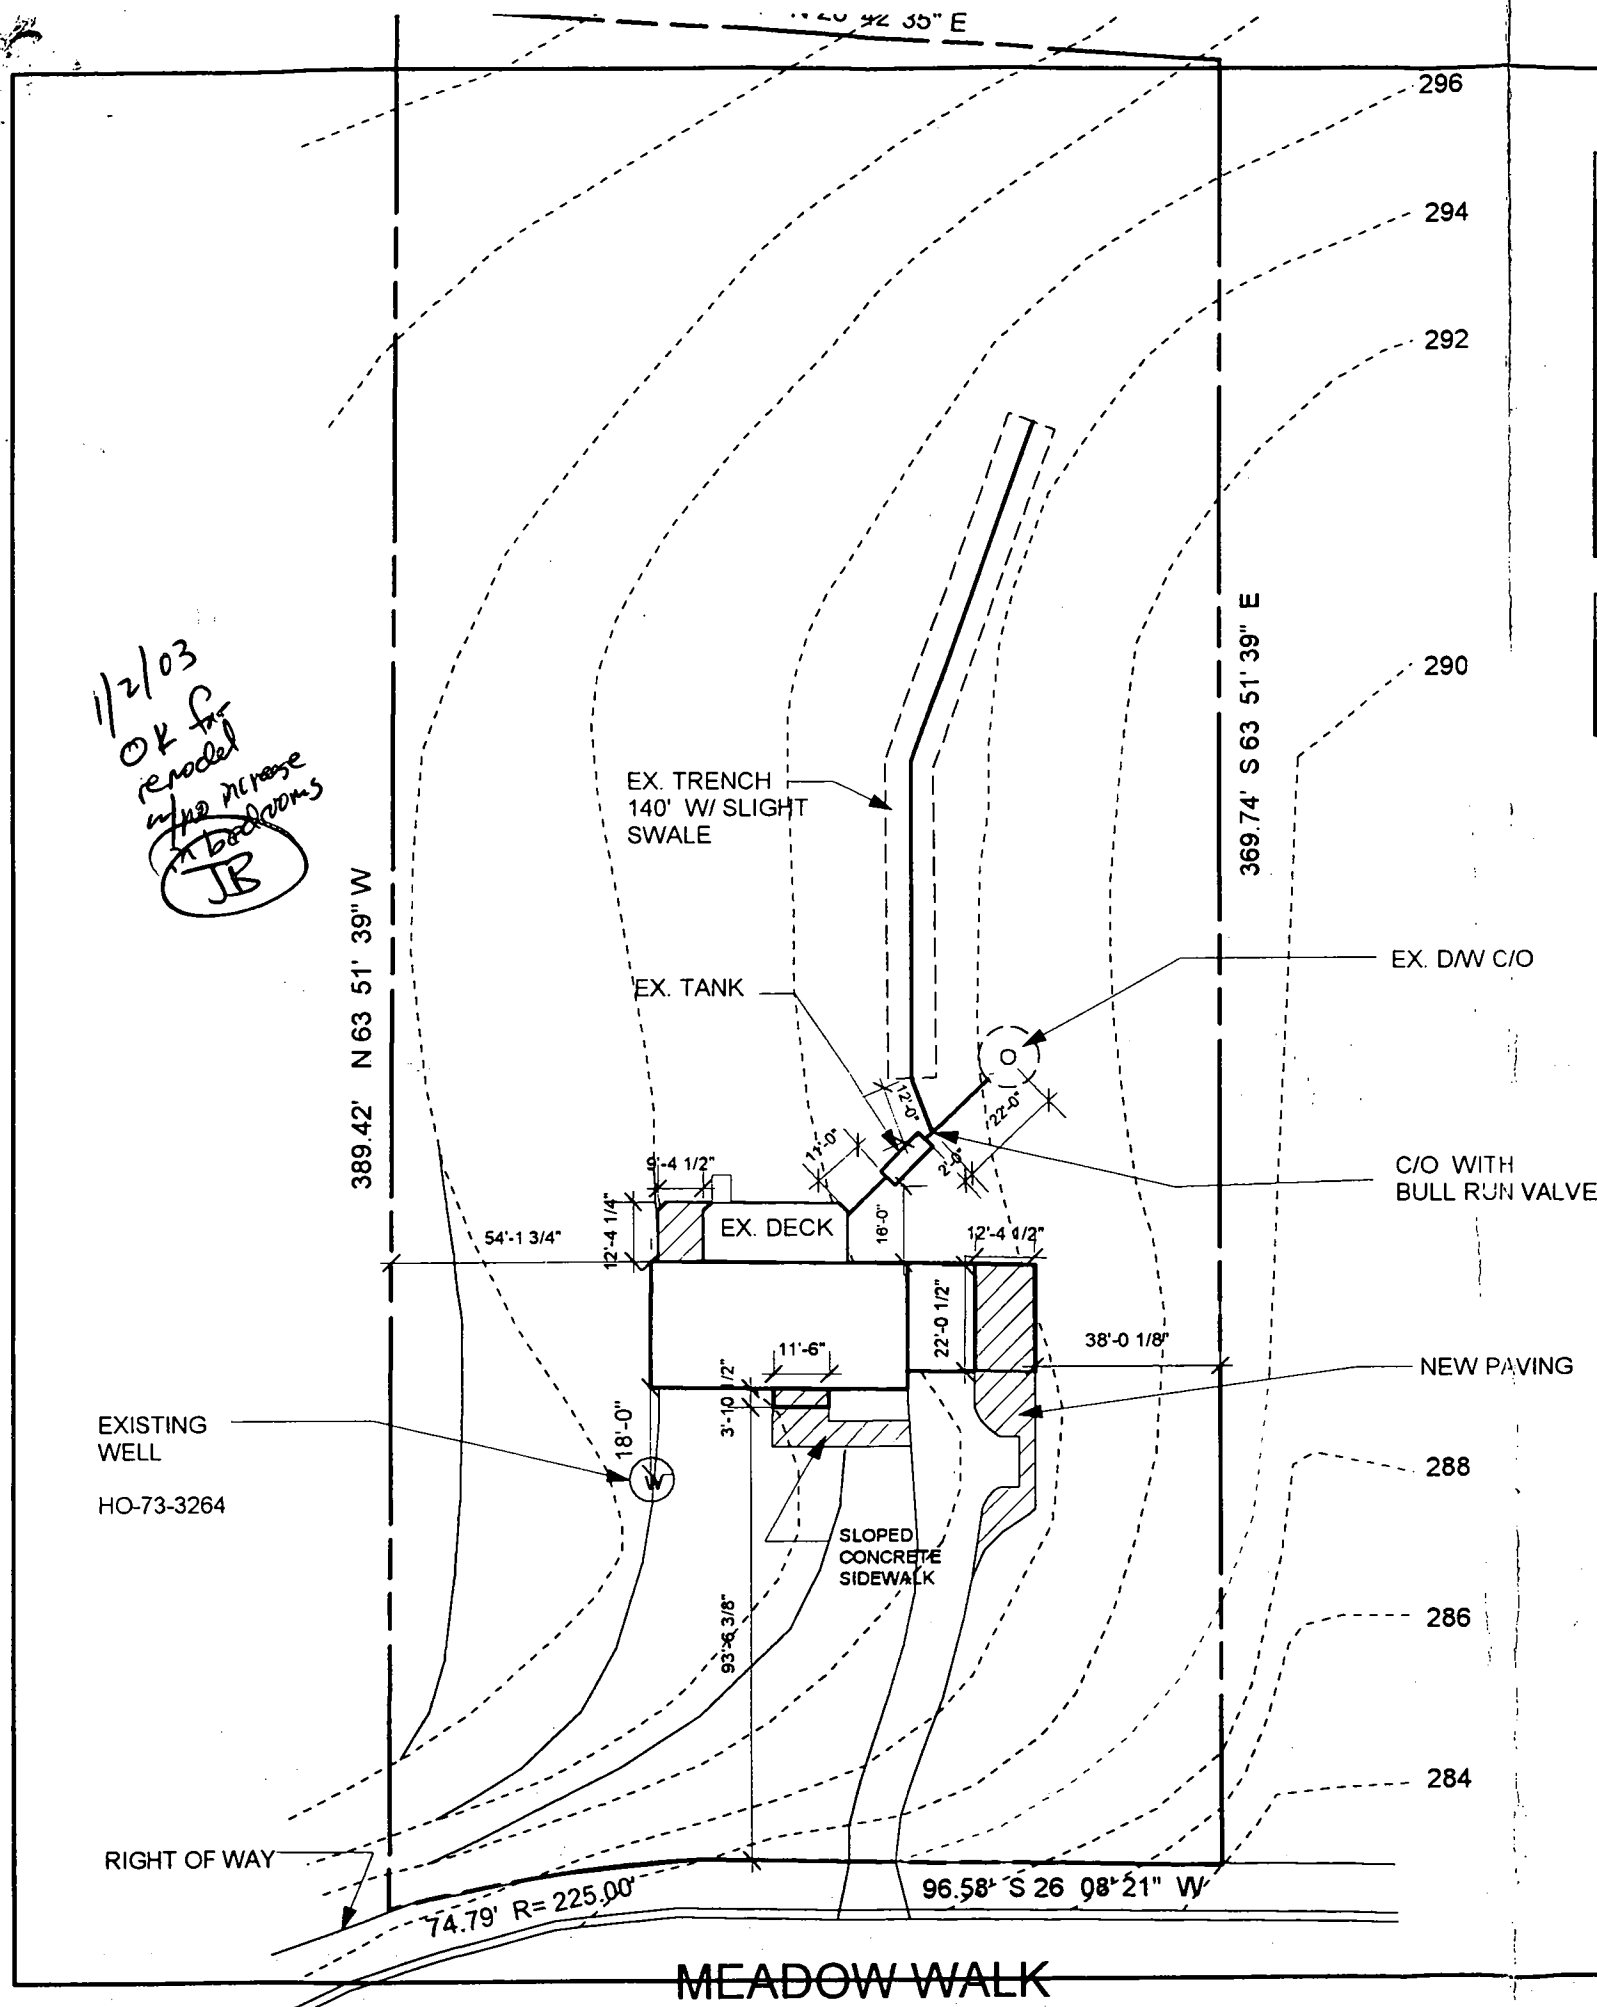 35" E
296
294
292
290
1/2/03
OK for
remodel
w/no increase
in bedrooms
JB
EX. TRENCH
140' W/ SLIGHT
SWALE
369.74' S 63 51' 39" E
389.42' N 63 51' 39" W
EX. D/W C/O
EX. TANK
12'-0"
22'-0"
11'-0"
2'-0"
C/O WITH
BULL RUN VALVE
9'-4 1/2"
12'-4 1/4"
EX. DECK
16'-0"
12'-4 1/2"
54'-1 3/4"
22'-0 1/2"
38'-0 1/8"
11'-6"
NEW PAVING
3'-10 1/2"
18'-0"
EXISTING
WELL
HO-73-3264
W
288
SLOPED
CONCRETE
SIDEWALK
286
93'-6 3/8"
284
RIGHT OF WAY
74.79' R= 225.00'
96.58' S 26 08' 21" W
MEADOW WALK